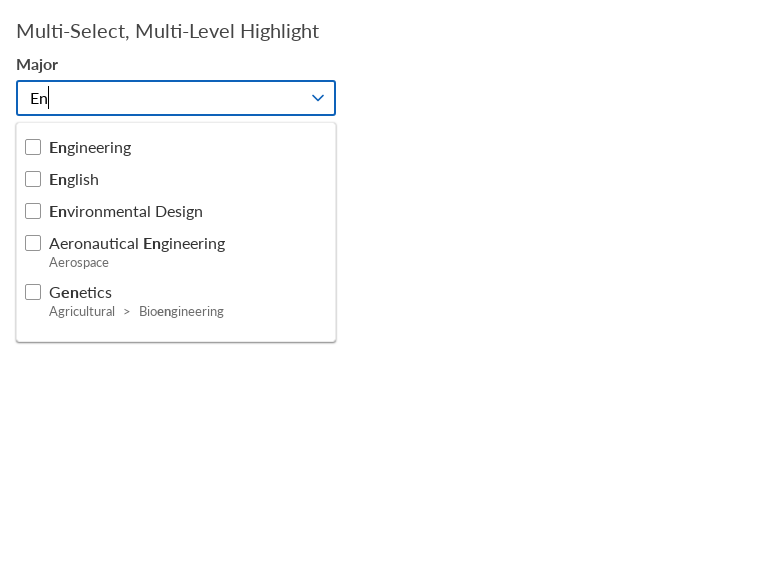 Multi-Select, Multi-Level Highlight
Major
En
Engineering
English
Environmental Design
Aeronautical Engineering
Aerospace
Genetics
Agricultural > Bioengineering